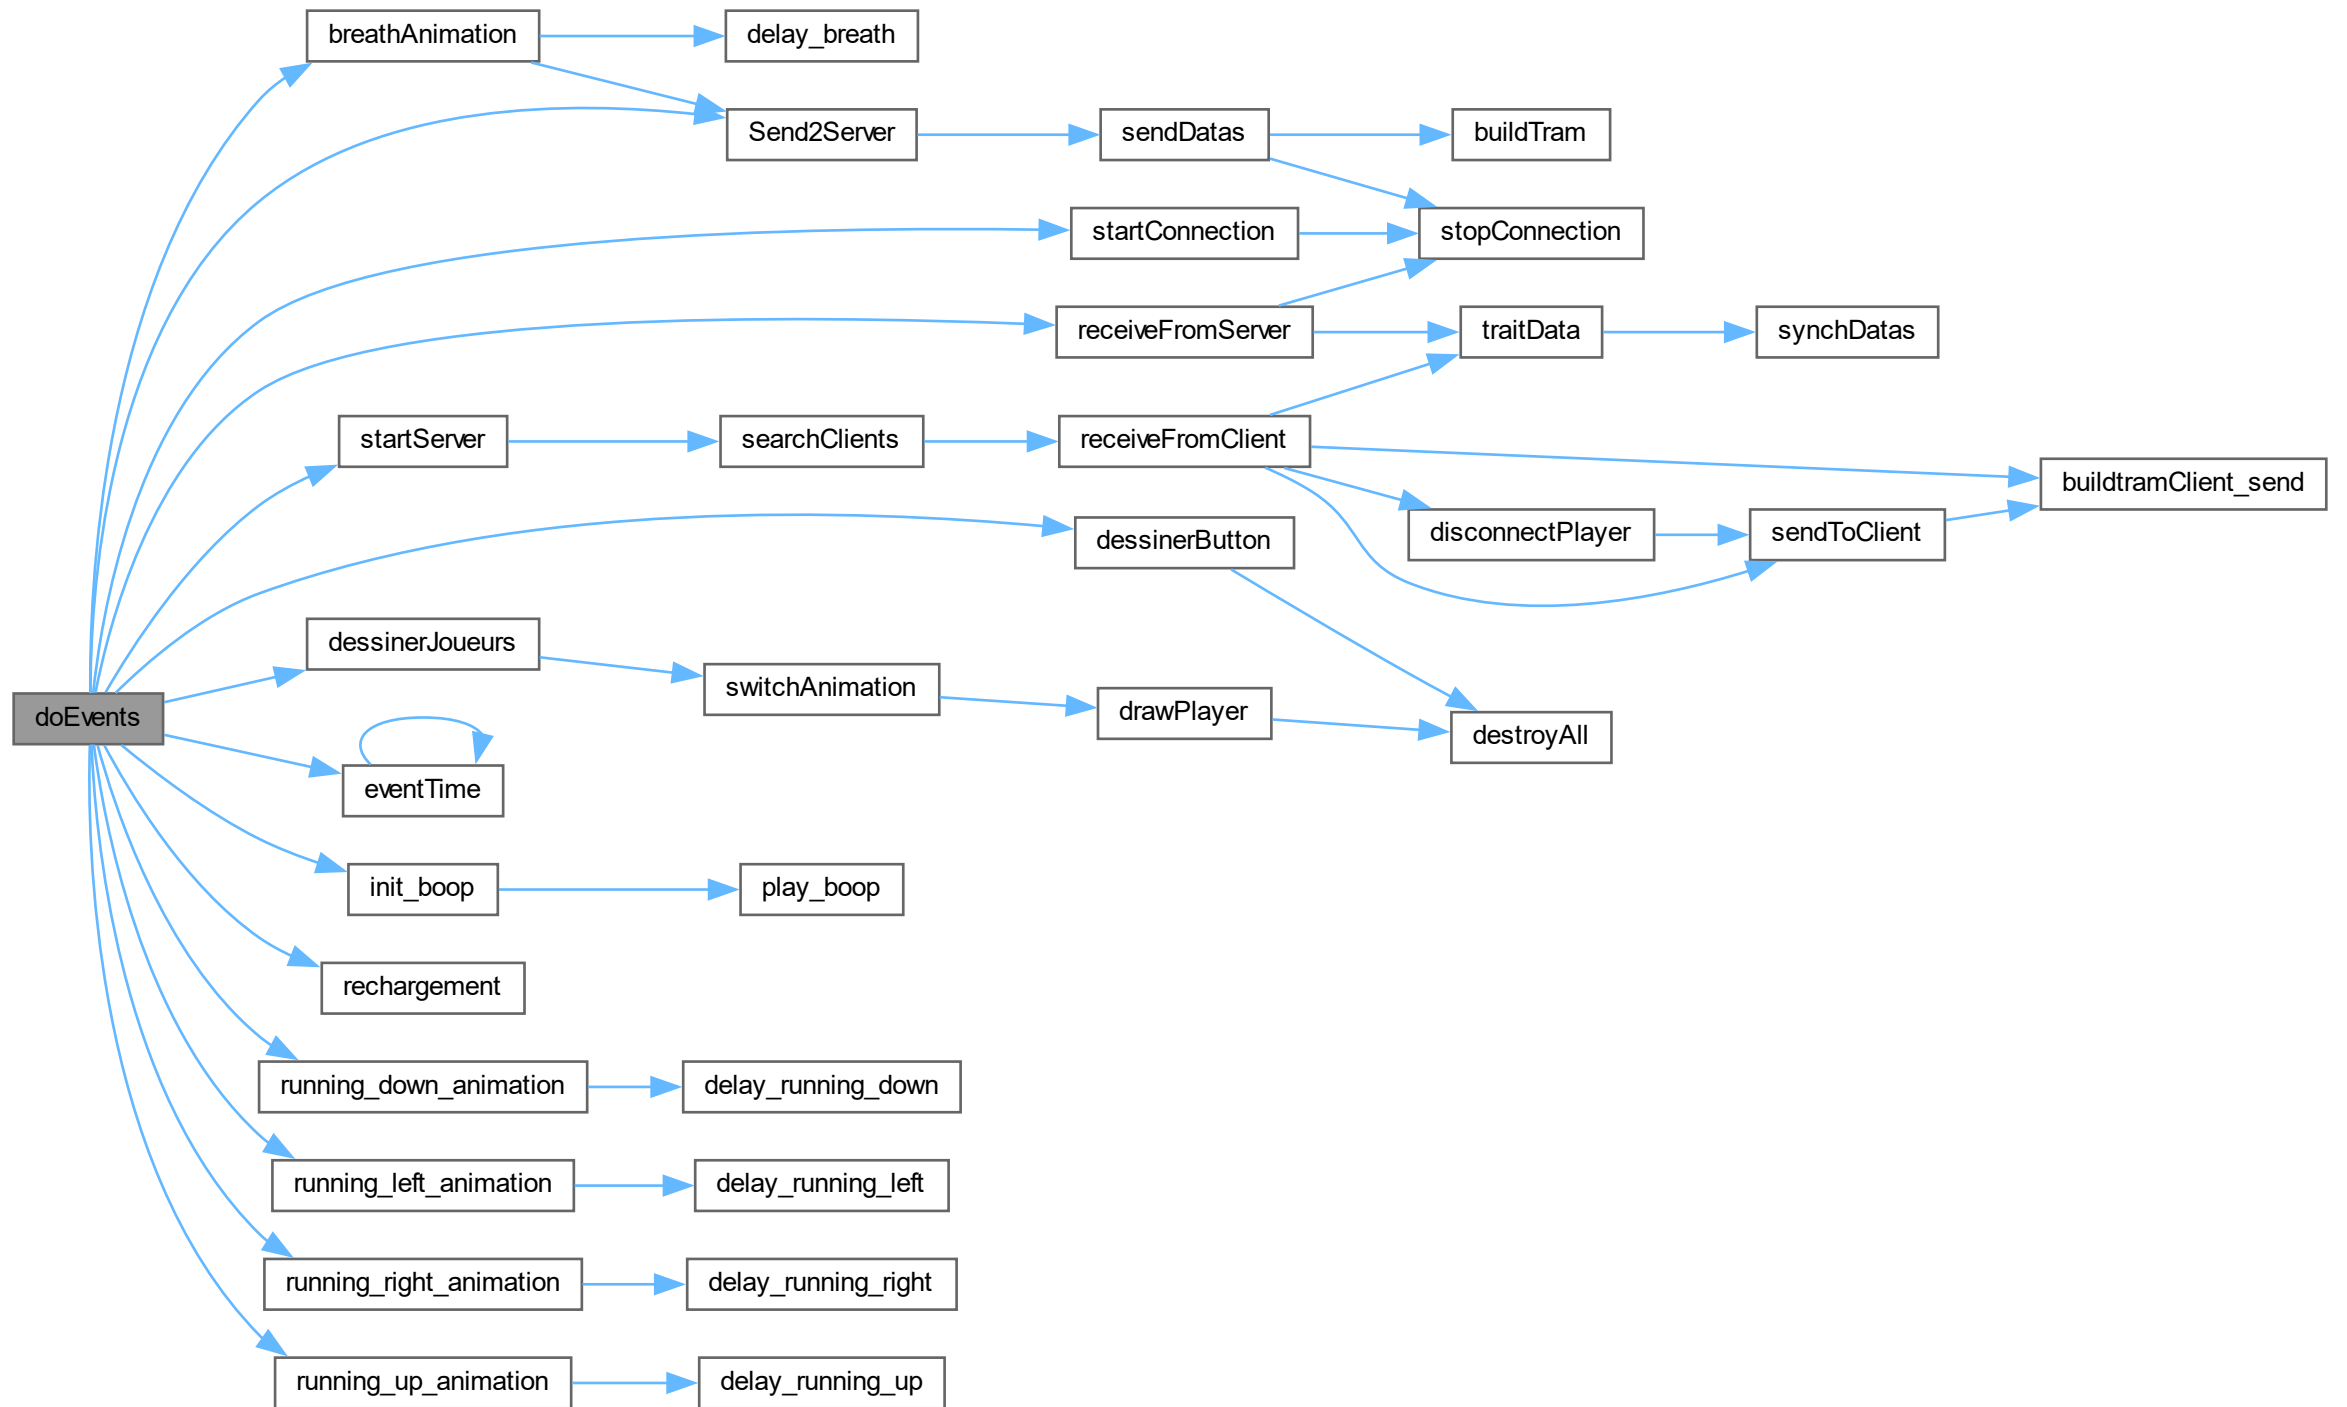 breathAnimation
delay_breath
Send2Server
sendDatas
buildTram
startConnection
stopConnection
receiveFromServer
traitData
synchDatas
startServer
searchClients
receiveFromClient
buildtramClient_send
disconnectPlayer
sendToClient
dessinerButton
dessinerJoueurs
switchAnimation
drawPlayer
destroyAll
doEvents
eventTime
init_boop
play_boop
rechargement
running_down_animation
delay_running_down
running_left_animation
delay_running_left
running_right_animation
delay_running_right
running_up_animation
delay_running_up